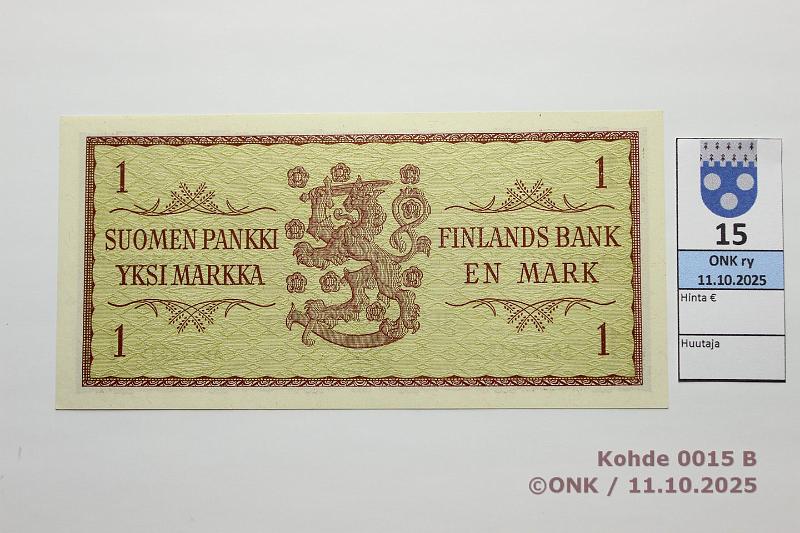 1
1
SUOMEN PANKKI
YKSI MARKKA
FINLANDS BANK
EN MARK
1
1
15
ONK ry
11.10.2025
Hinta €
Huutaja
Kohde 0015 B
©ONK / 11.10.2025